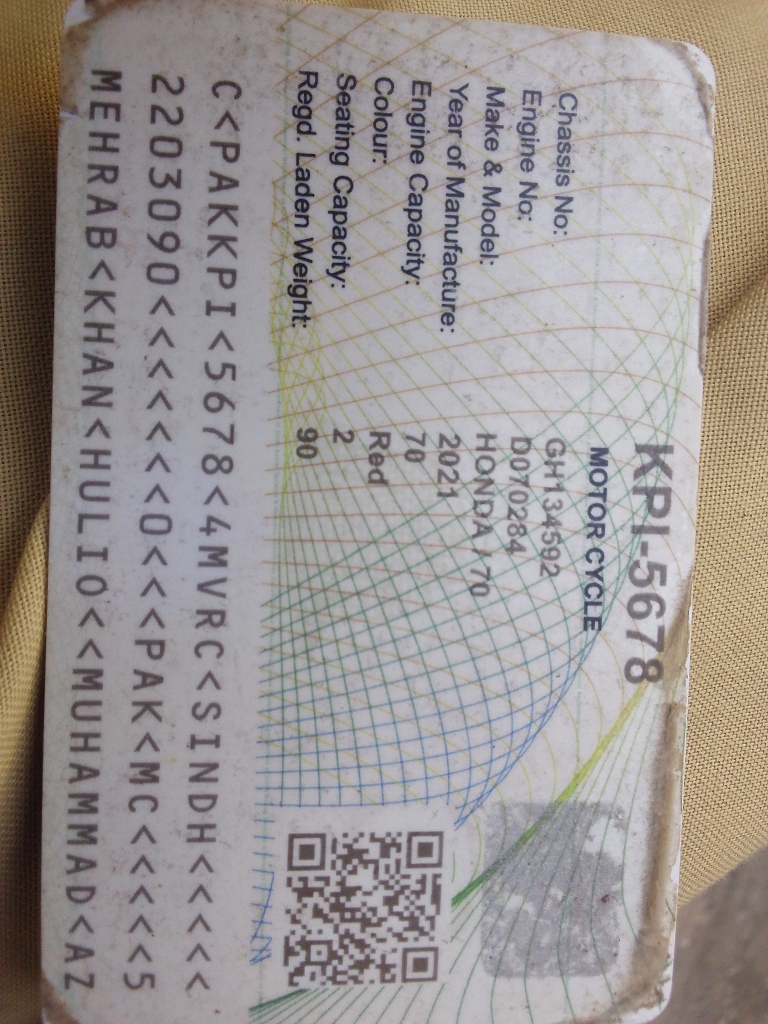 KPI-5678
MOTOR CYCLE
Chassis No: GH134592
Engine No: D070284
Make & Model: HONDA / 70
Year of Manufacture: 2021
Engine Capacity: 70
Colour: Red
Seating Capacity: 2
Regd. Laden Weight: 90
C<PAKKPI<5678<4MVRC<SINDH<<<<<
2203090<<<<<<<0<<<PAK<MC<<<<<5
MEHRAB<KHAN<HULIO<<MUHAMMAD<AZ